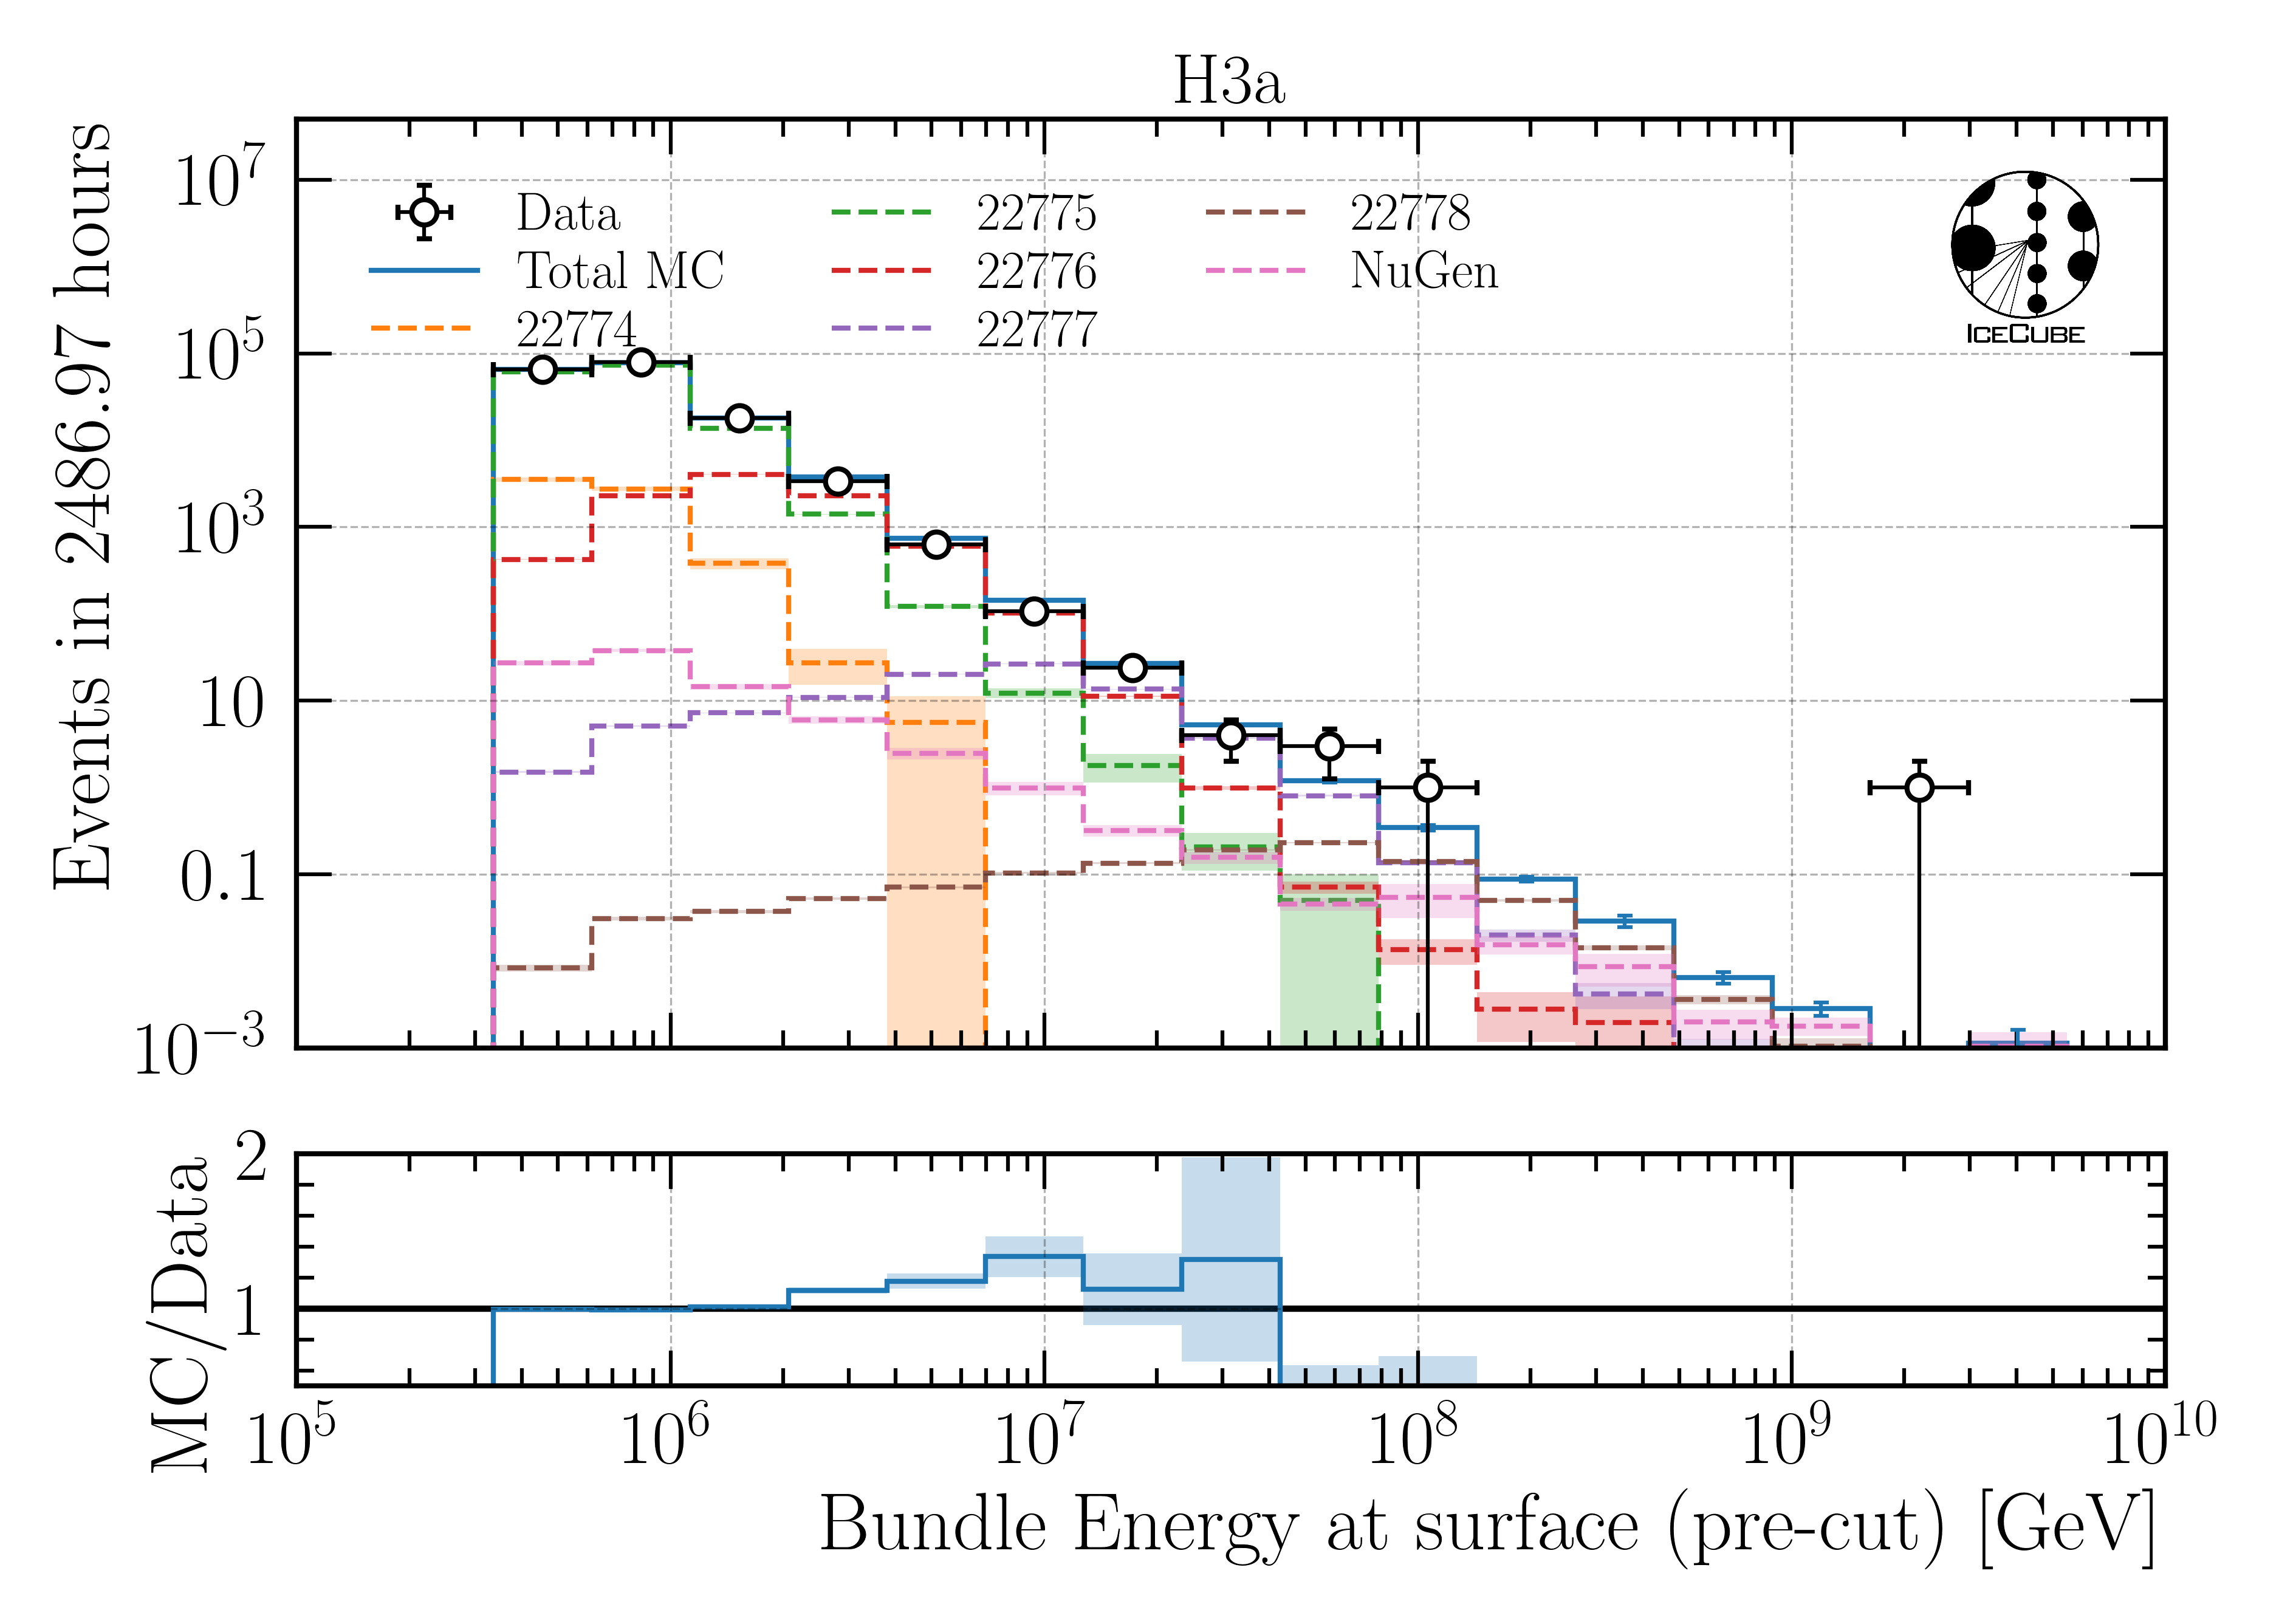 H3a
Events in 2486.97 hours
10^7
10^5
10^3
10
0.1
10^−3
Data
Total MC
22774
22775
22776
22777
22778
NuGen
ICECUBE
MC/Data
2
1
10^5 10^6 10^7 10^8 10^9 10^10
Bundle Energy at surface (pre-cut) [GeV]